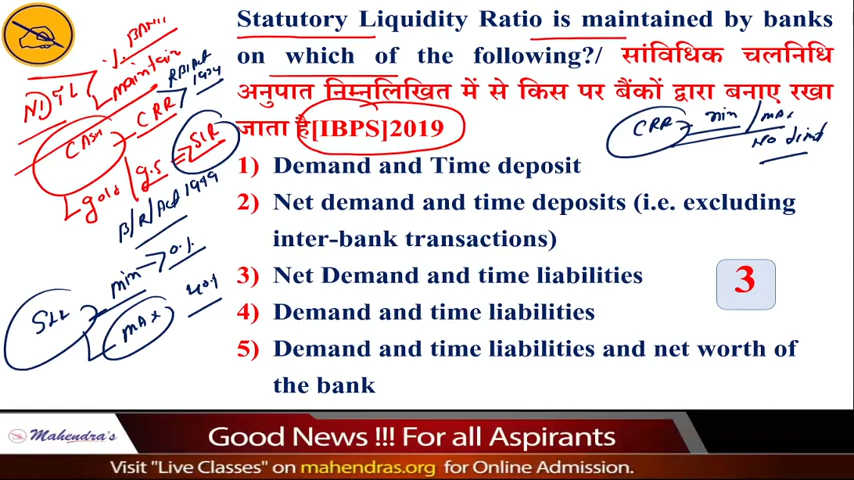 Statutory Liquidity Ratio is maintained by banks
on which of the following?/ सांविधिक चलनिधि
अनुपात निम्नलिखित में से किस पर बैंकों द्वारा बनाए रखा
जाता है[IBPS]2019
1) Demand and Time deposit
2) Net demand and time deposits (i.e. excluding
inter-bank transactions)
3) Net Demand and time liabilities
4) Demand and time liabilities
5) Demand and time liabilities and net worth of
the bank
3
NDTL
Bank
maintain
RBI Act
1934
CRR
Cash
SLR
gold
g.s
B/R/Act 1949
min
0%
SLR
MAX
40%
CRR
min / MAX
No limit
Mahendra's
Good News !!! For all Aspirants
Visit "Live Classes" on mahendras.org for Online Admission.